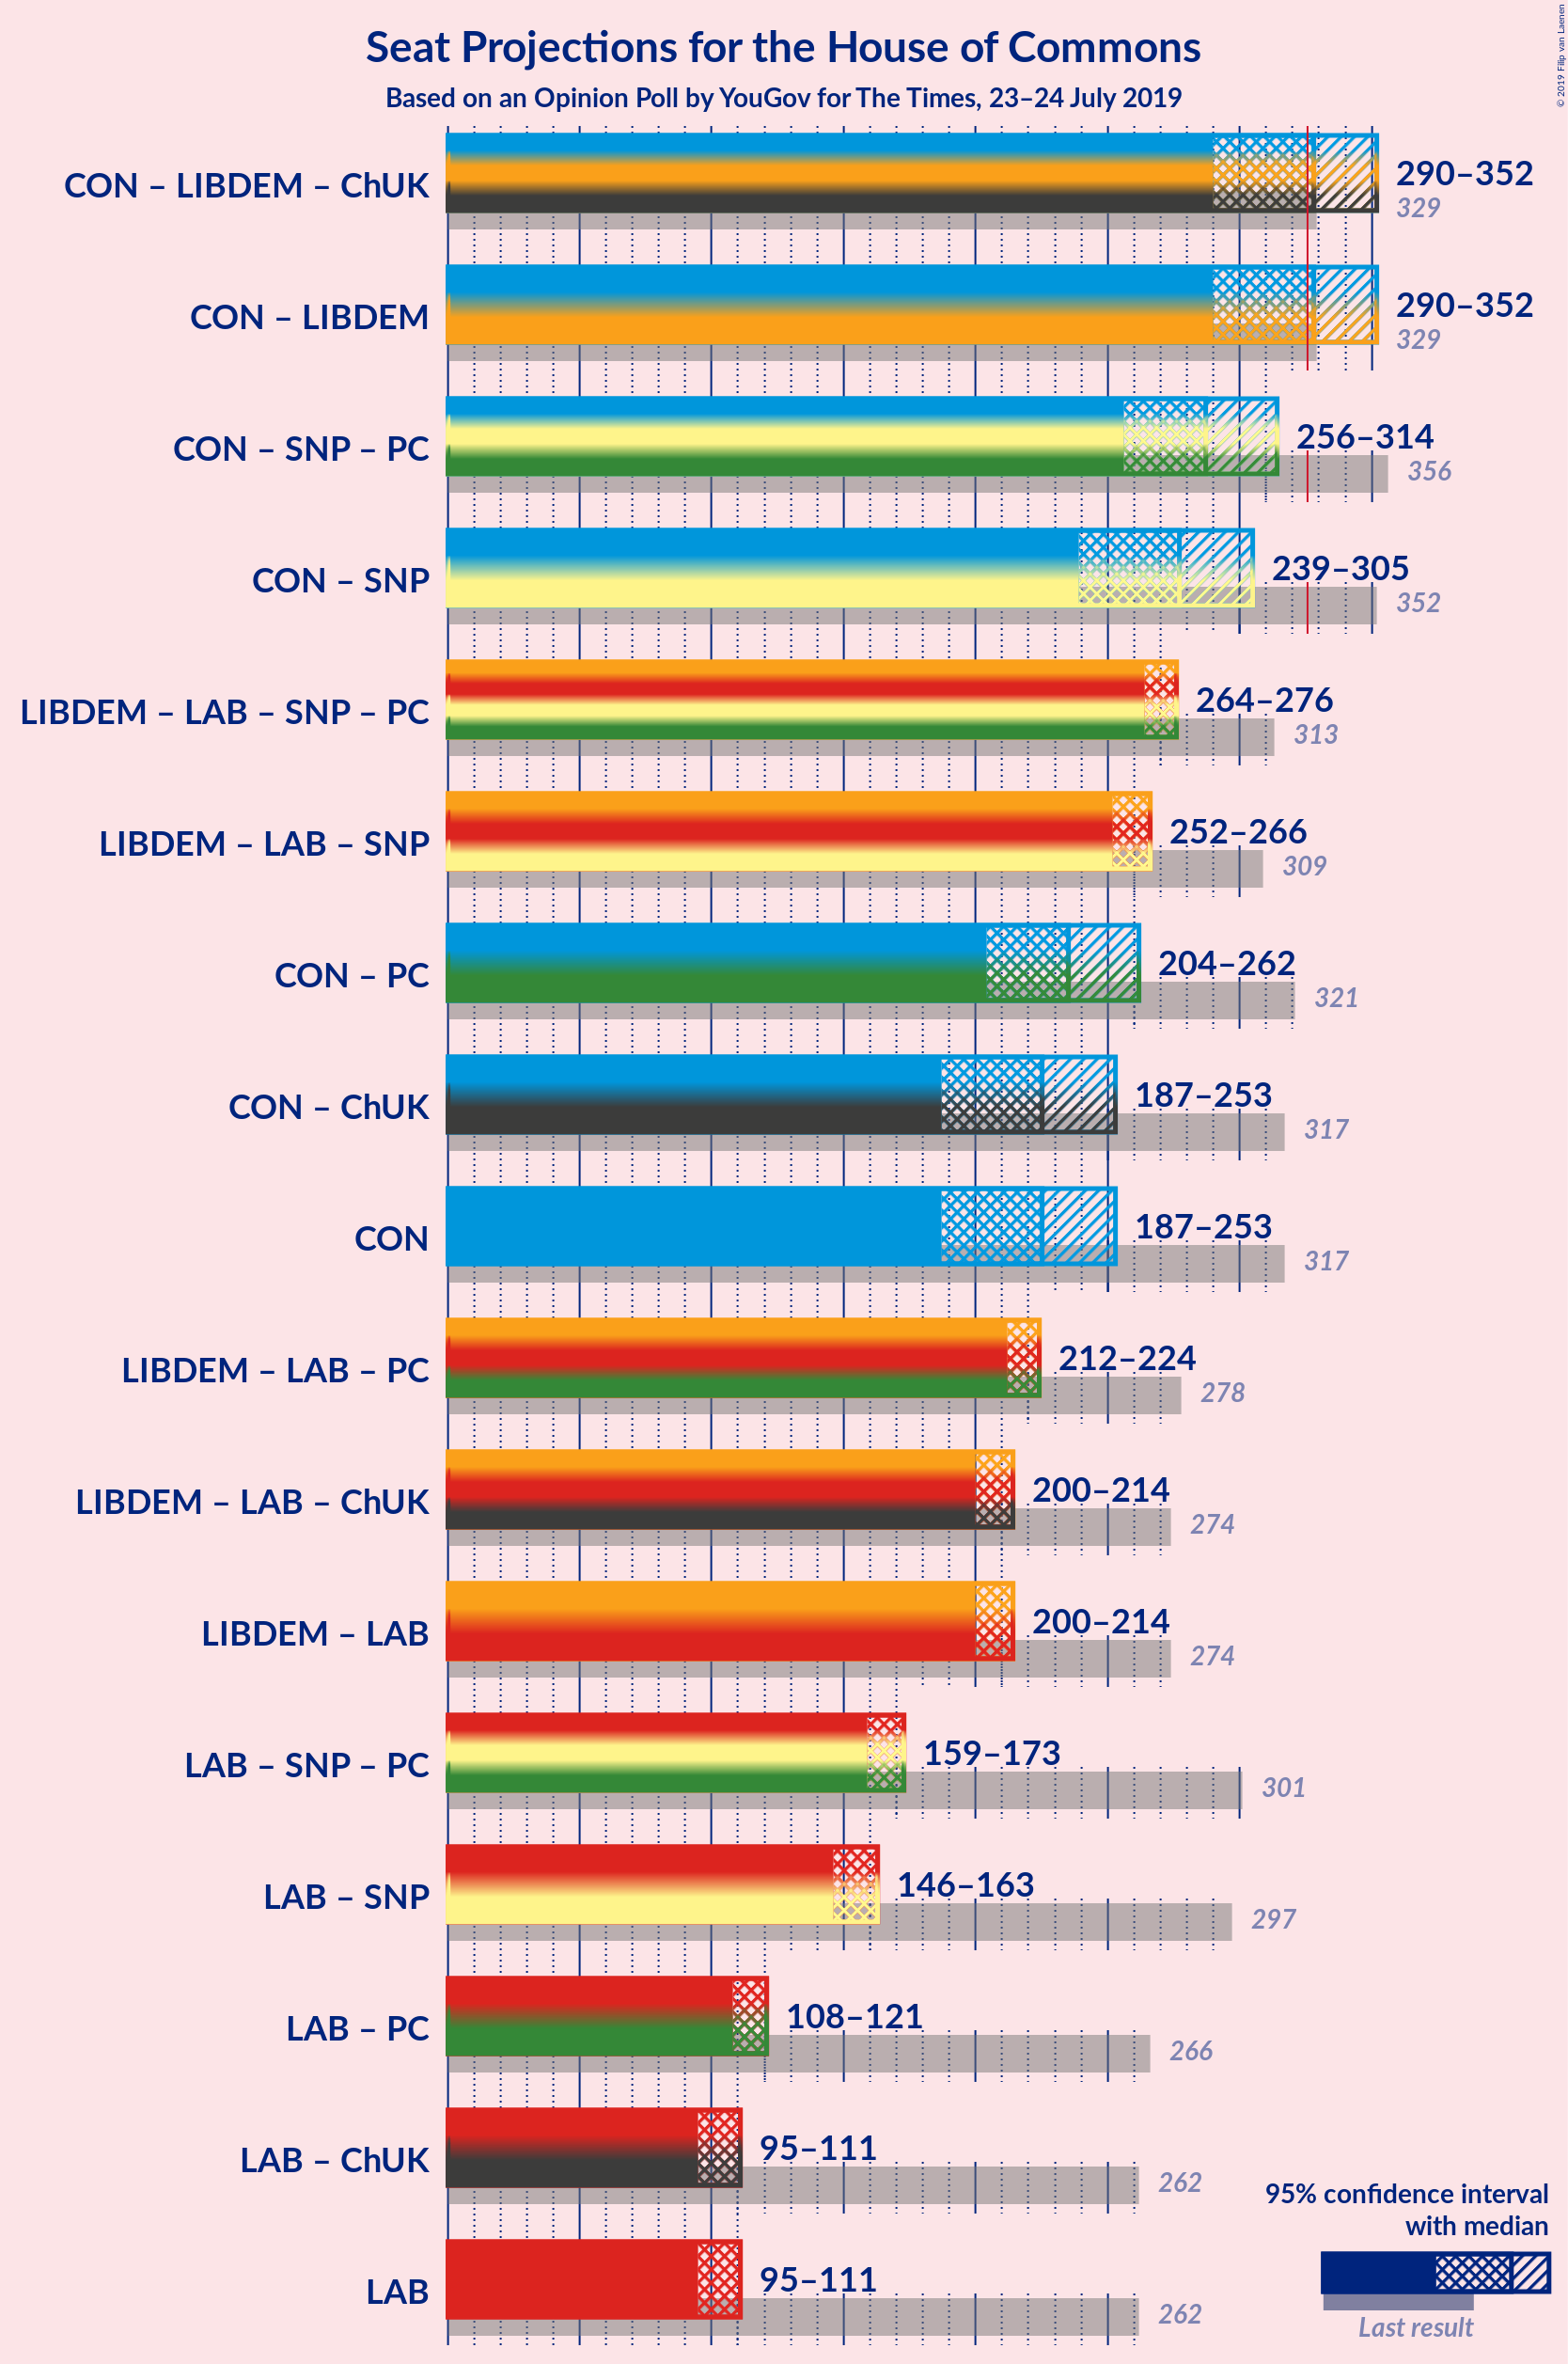 Seat Projections for the House of Commons
Based on an Opinion Poll by YouGov for The Times, 23–24 July 2019
© 2019 Filip van Laenen
CON – LIBDEM – ChUK
290–352
329
CON – LIBDEM
290–352
329
CON – SNP – PC
256–314
356
CON – SNP
239–305
352
LIBDEM – LAB – SNP – PC
264–276
313
LIBDEM – LAB – SNP
252–266
309
CON – PC
204–262
321
CON – ChUK
187–253
317
CON
187–253
317
LIBDEM – LAB – PC
212–224
278
LIBDEM – LAB – ChUK
200–214
274
LIBDEM – LAB
200–214
274
LAB – SNP – PC
159–173
301
LAB – SNP
146–163
297
LAB – PC
108–121
266
LAB – ChUK
95–111
262
LAB
95–111
262
95% confidence interval
with median
Last result